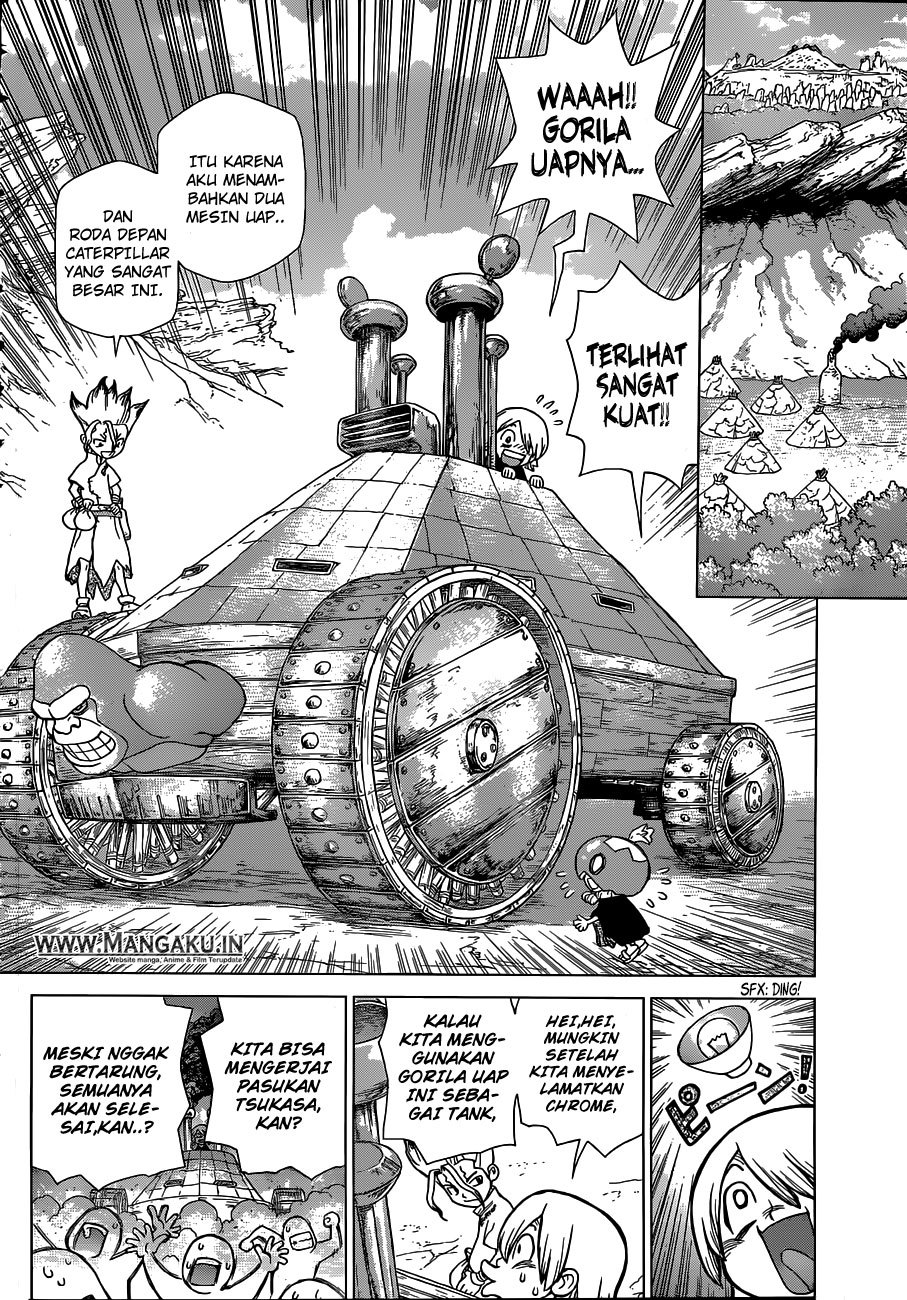 WAAAH!!
GORILA
UAPNYA...
TERLIHAT
SANGAT
KUAT!!
ITU KARENA
AKU MENAM-
BAHKAN DUA
MESIN UAP..
DAN
RODA DEPAN
CATERPILLAR
YANG SANGAT
BESAR INI.
WWW.MANGAKU.IN
Website manga, Anime & Film Terupdate
SFX: DING!
ピーン!
HEI,HEI,
MUNGKIN
SETELAH
KITA MENYE-
LAMATKAN
CHROME,
KALAU
KITA MENG-
GUNAKAN
GORILA UAP
INI SEBA-
GAI TANK,
KITA BISA
MENGERJAI
PASUKAN
TSUKASA,
KAN?
MESKI NGGAK
BERTARUNG,
SEMUANYA
AKAN SELE-
SAI,KAN..?